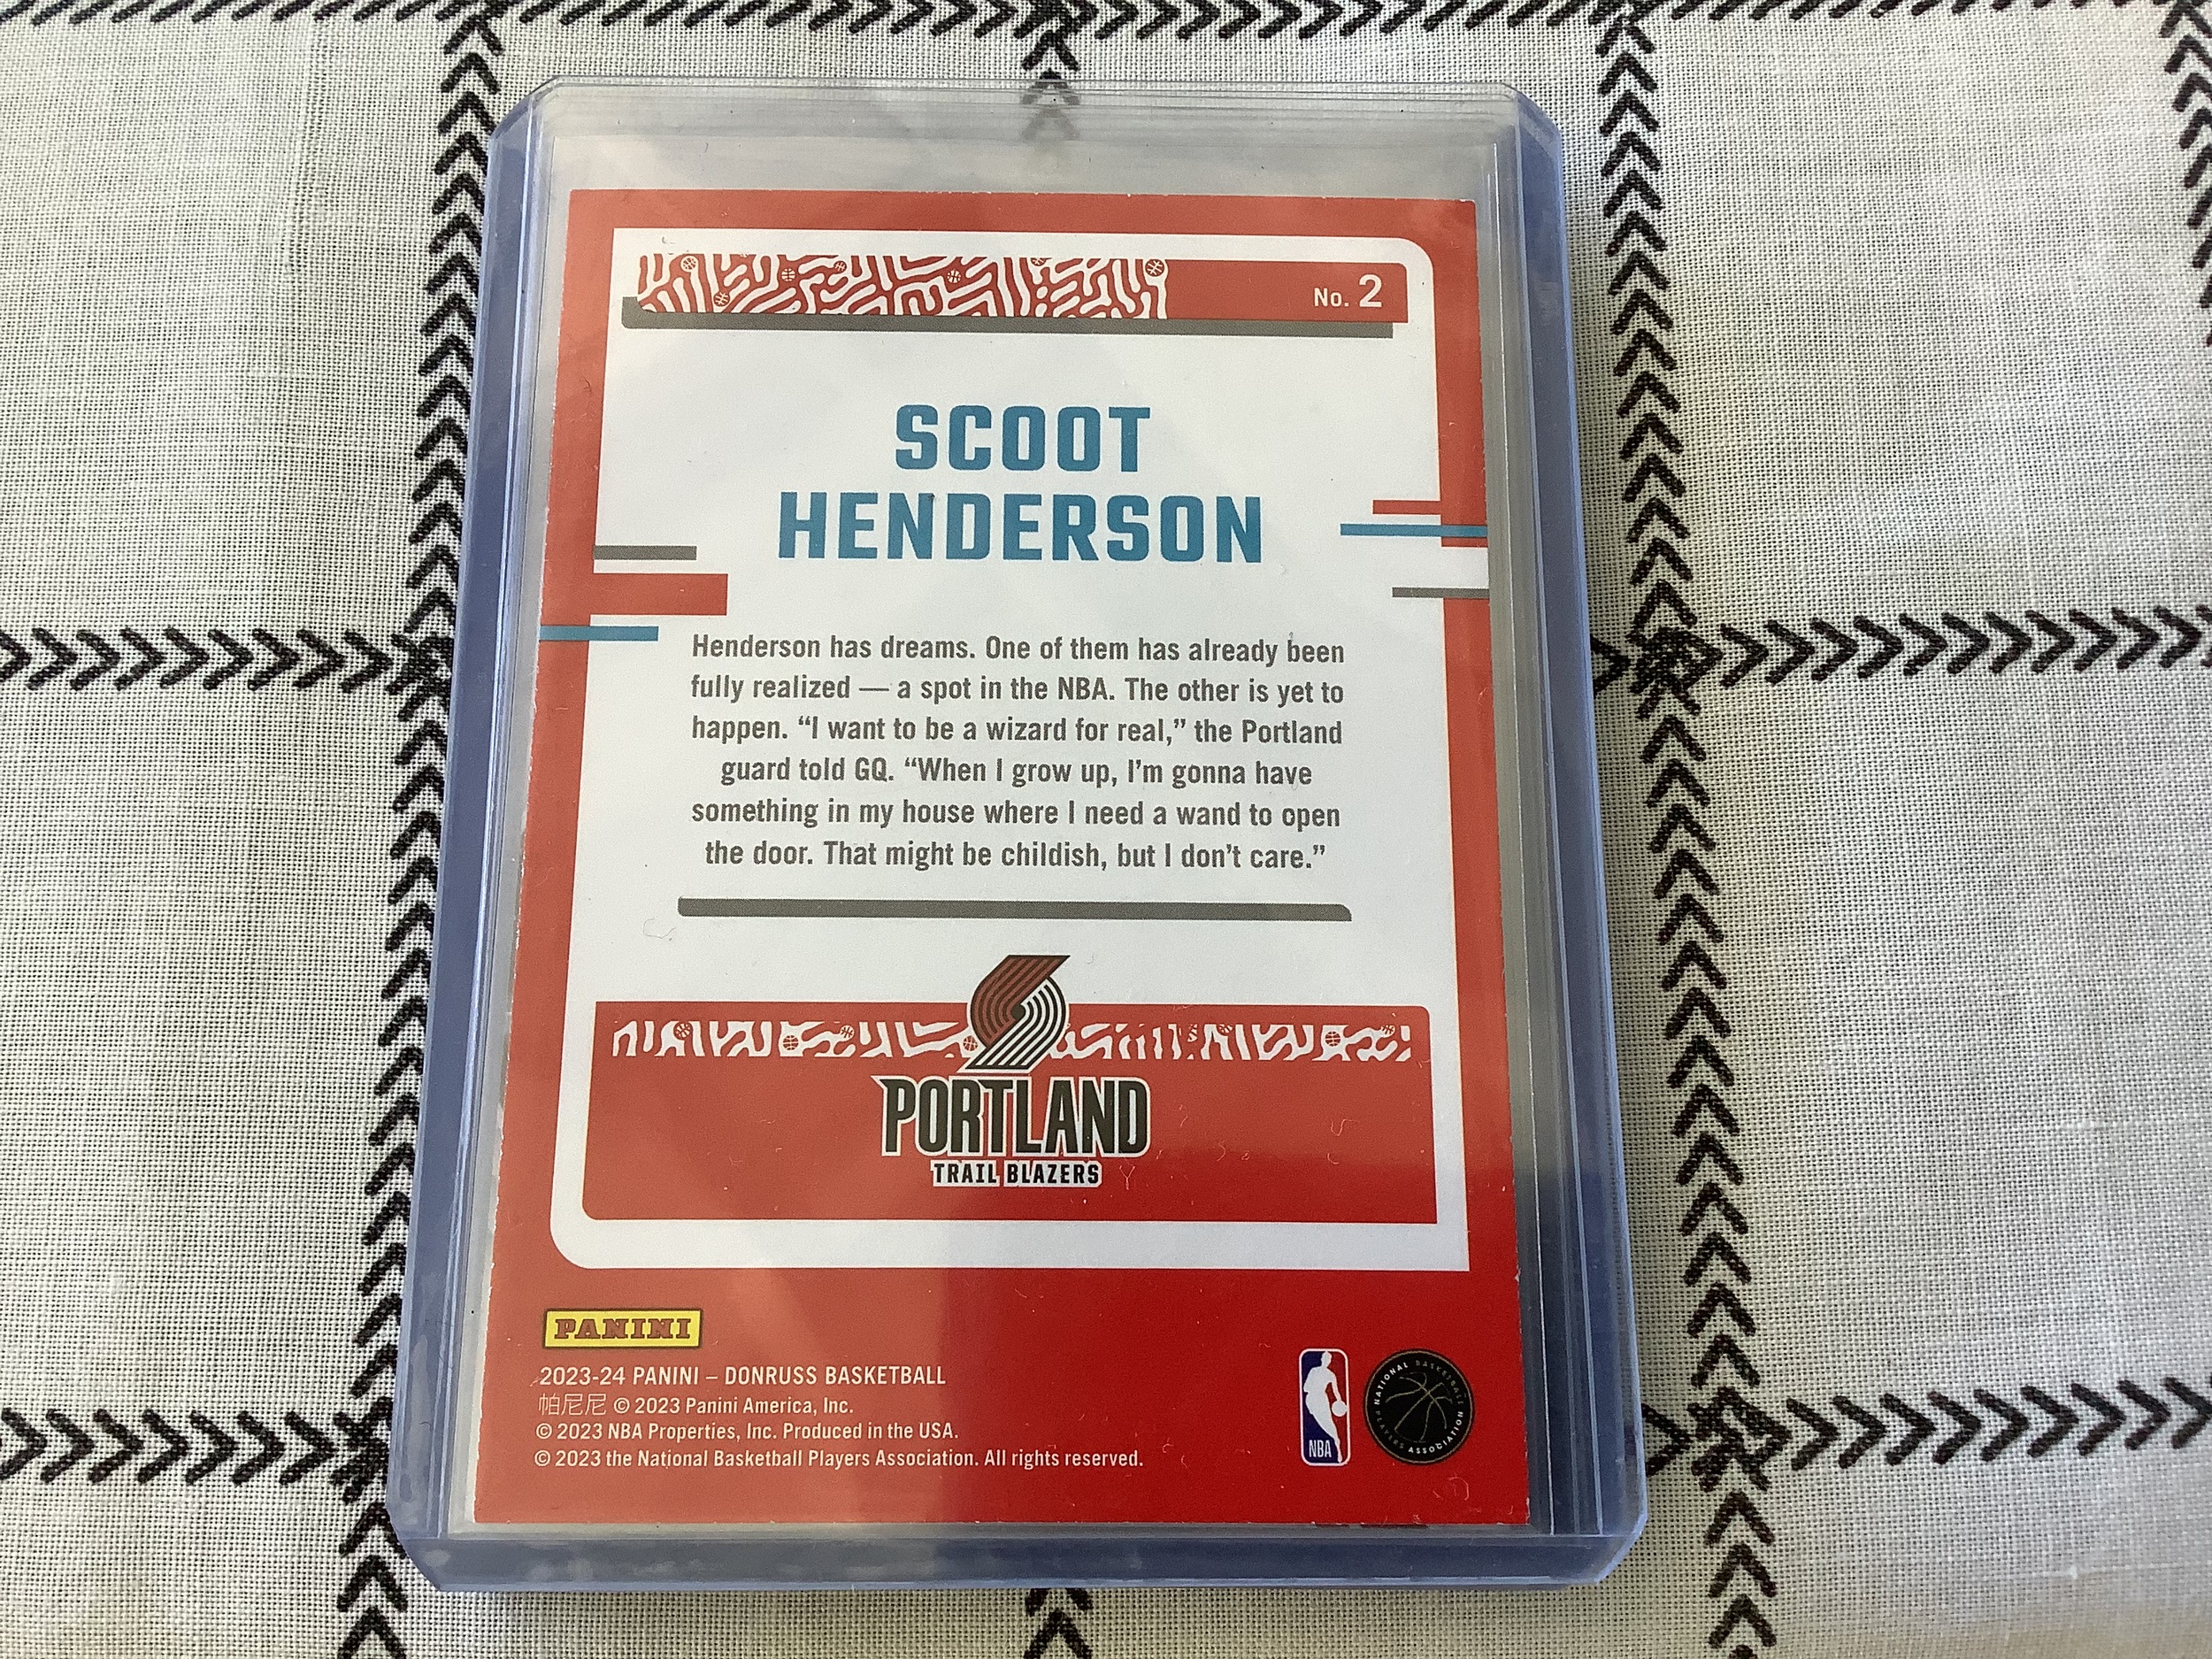 No. 2
SCOOT
HENDERSON
Henderson has dreams. One of them has already been
fully realized — a spot in the NBA. The other is yet to
happen. “I want to be a wizard for real,” the Portland
guard told GQ. “When I grow up, I’m gonna have
something in my house where I need a wand to open
the door. That might be childish, but I don’t care.”
PORTLAND
TRAIL BLAZERS
PANINI
2023-24 PANINI – DONRUSS BASKETBALL
帕尼尼 © 2023 Panini America, Inc.
© 2023 NBA Properties, Inc. Produced in the USA.
© 2023 the National Basketball Players Association. All rights reserved.
NBA
NATIONAL BASKETBALL PLAYERS ASSOCIATION